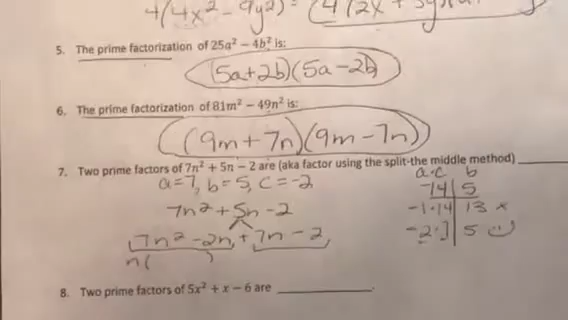 4(4x² - 9y²) = (
5. The prime factorization of 25a² – 4b² is:
(5a+2b)(5a-2b)
6. The prime factorization of 81m² – 49n² is:
(9m+7n)(9m-7n)
7. Two prime factors of 7n² + 5n – 2 are (aka factor using the split-the middle method)
a=7, b=5, c=-2
a·c b
-14 5
7n²+5n-2
-1·14 13 x
7n²-2n+7n-2
-2·7 5
n( )
8. Two prime factors of 5x² + x – 6 are